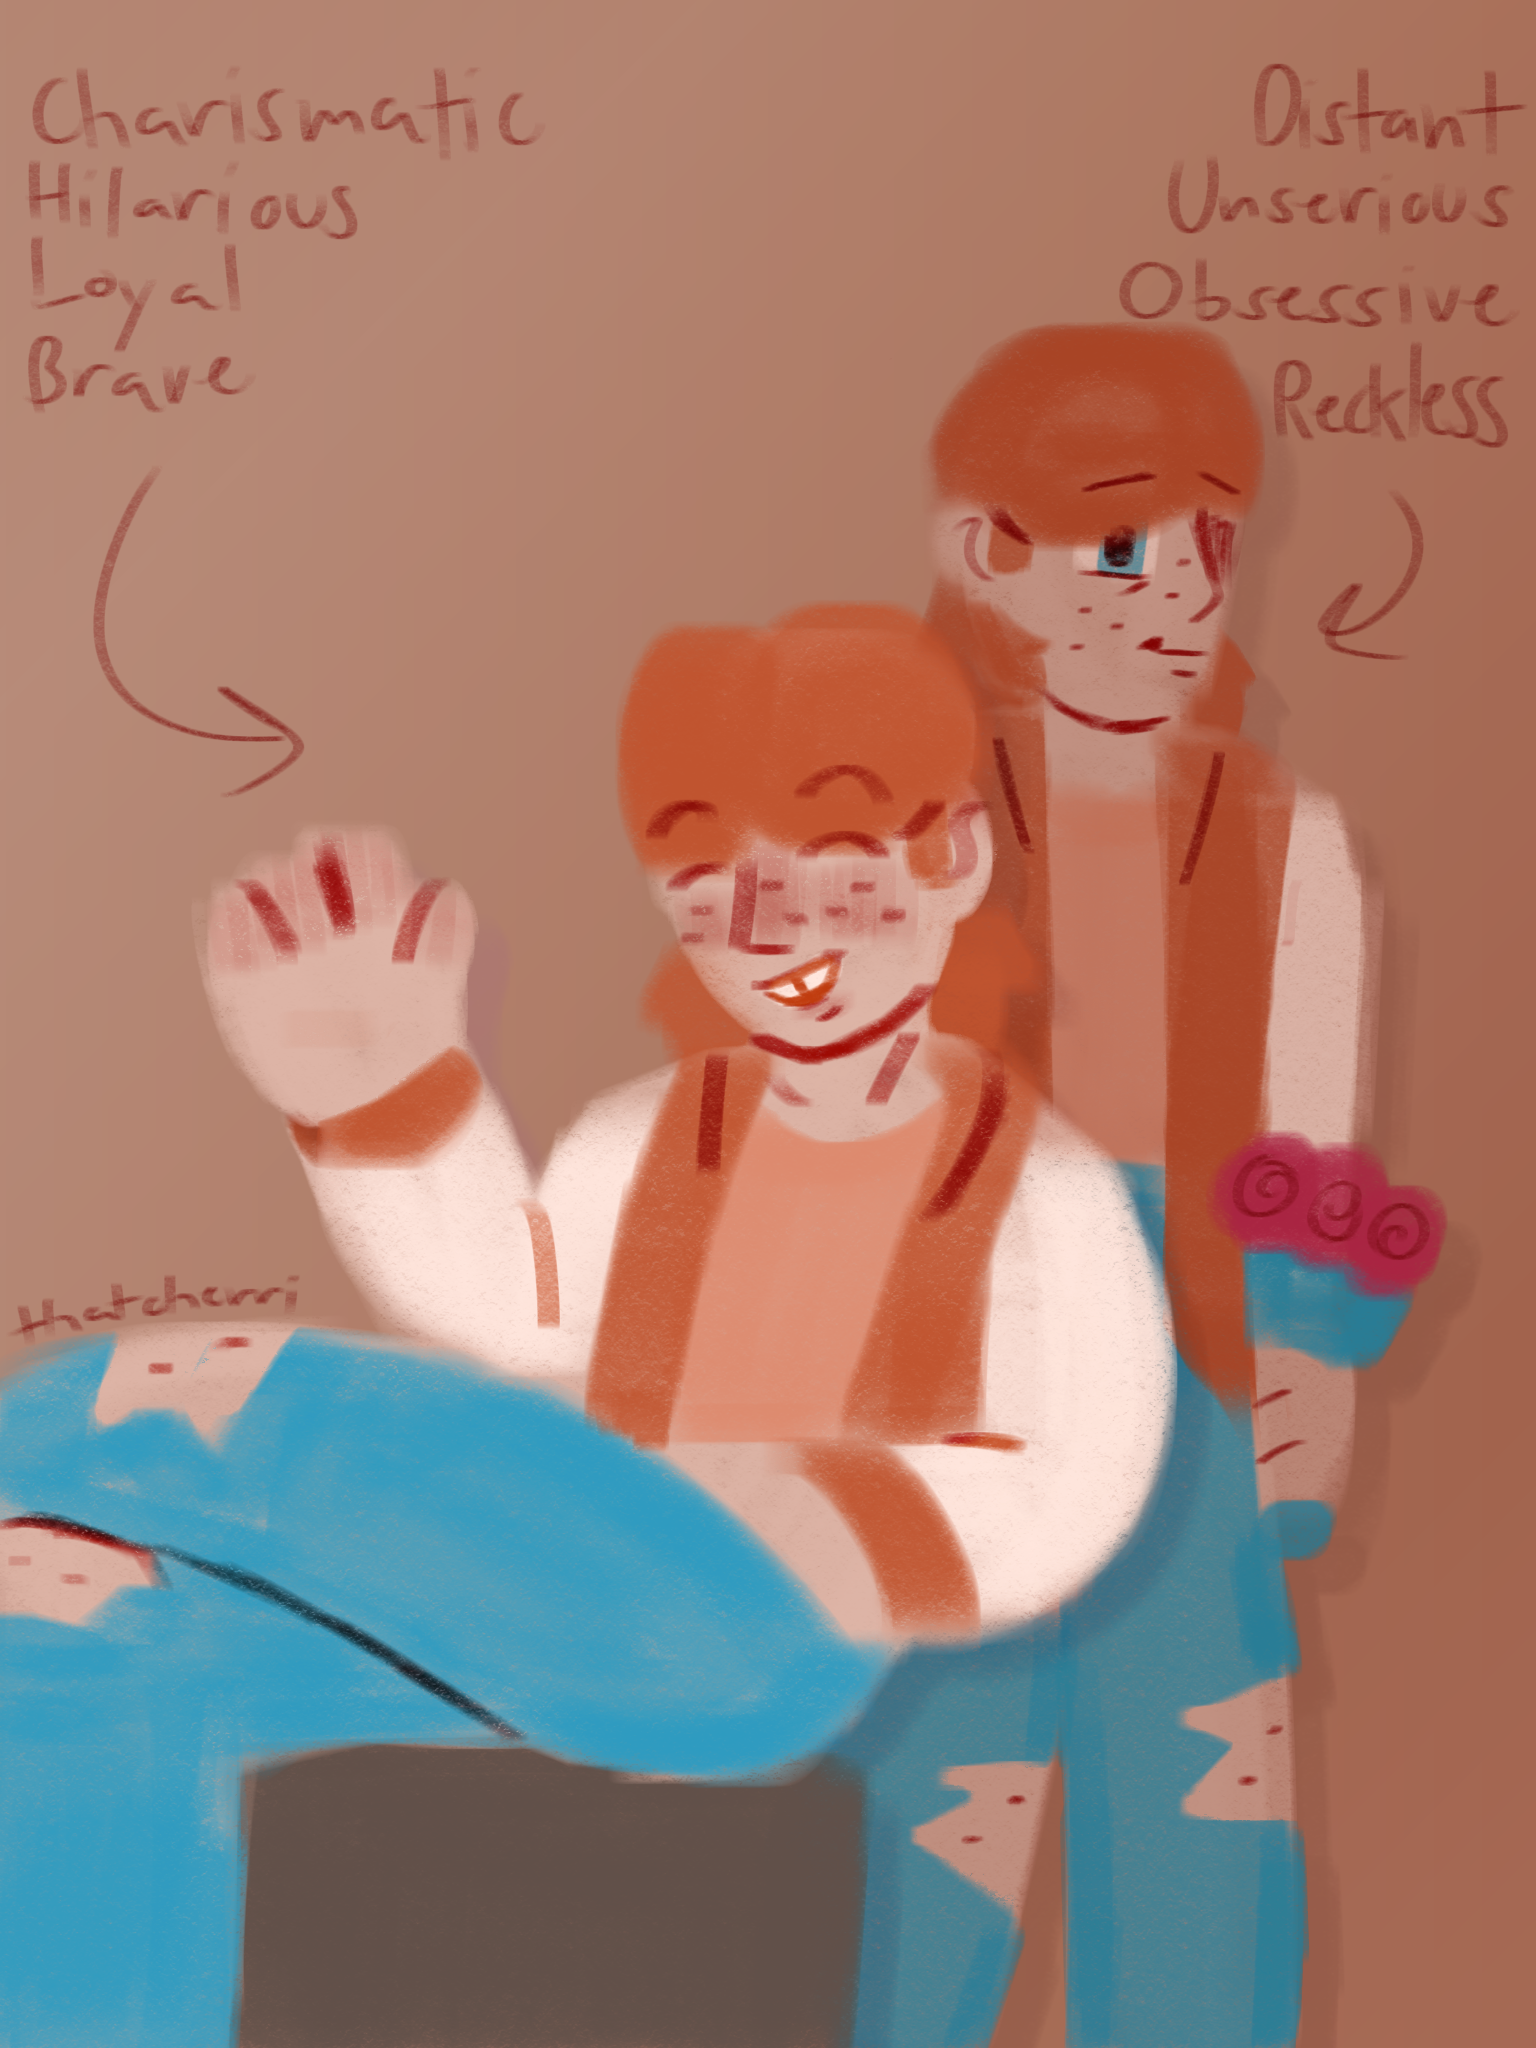 Charismatic
Hilarious
Loyal
Brave
Distant
Unserious
Obsessive
Reckless
thatcherri